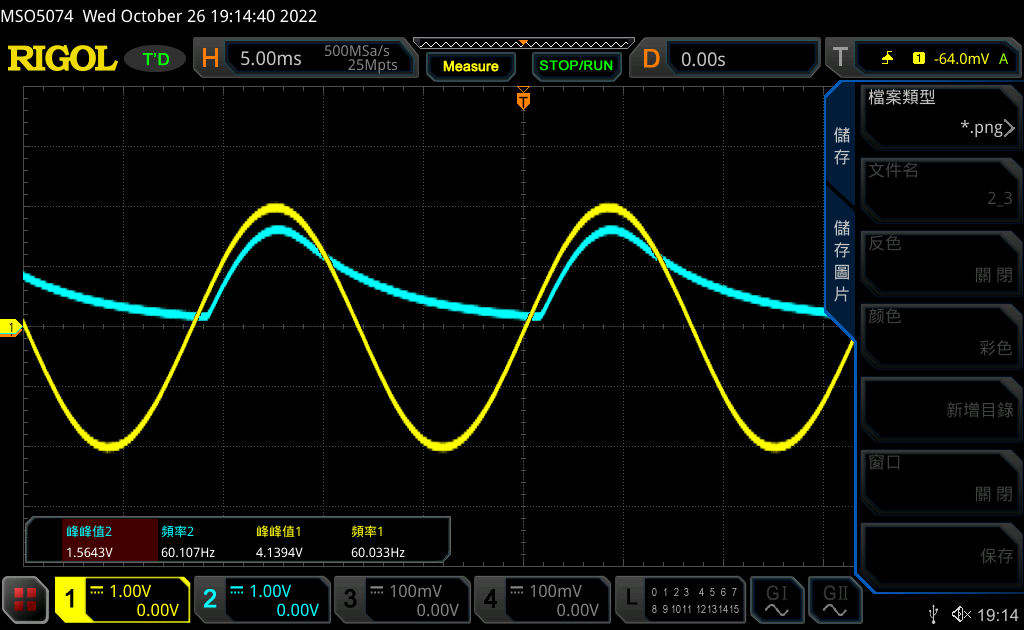 MSO5074 Wed October 26 19:14:40 2022
RIGOL T'D H 5.00ms 500MSa/s 25Mpts Measure STOP/RUN D 0.00s T 1 -64.0mV A
T
儲存
儲存圖片
檔案類型
*.png
文件名
2_3
反色
關閉
顏色
彩色
新增目錄
窗口
關閉
保存
1
峰峰值2 頻率2 峰峰值1 頻率1
1.5643V 60.107Hz 4.1394V 60.033Hz
1 1.00V 0.00V
2 1.00V 0.00V
3 100mV 0.00V
4 100mV 0.00V
L 0 1 2 3 4 5 6 7
8 9 10 11 12 13 14 15
GI
GII
19:14